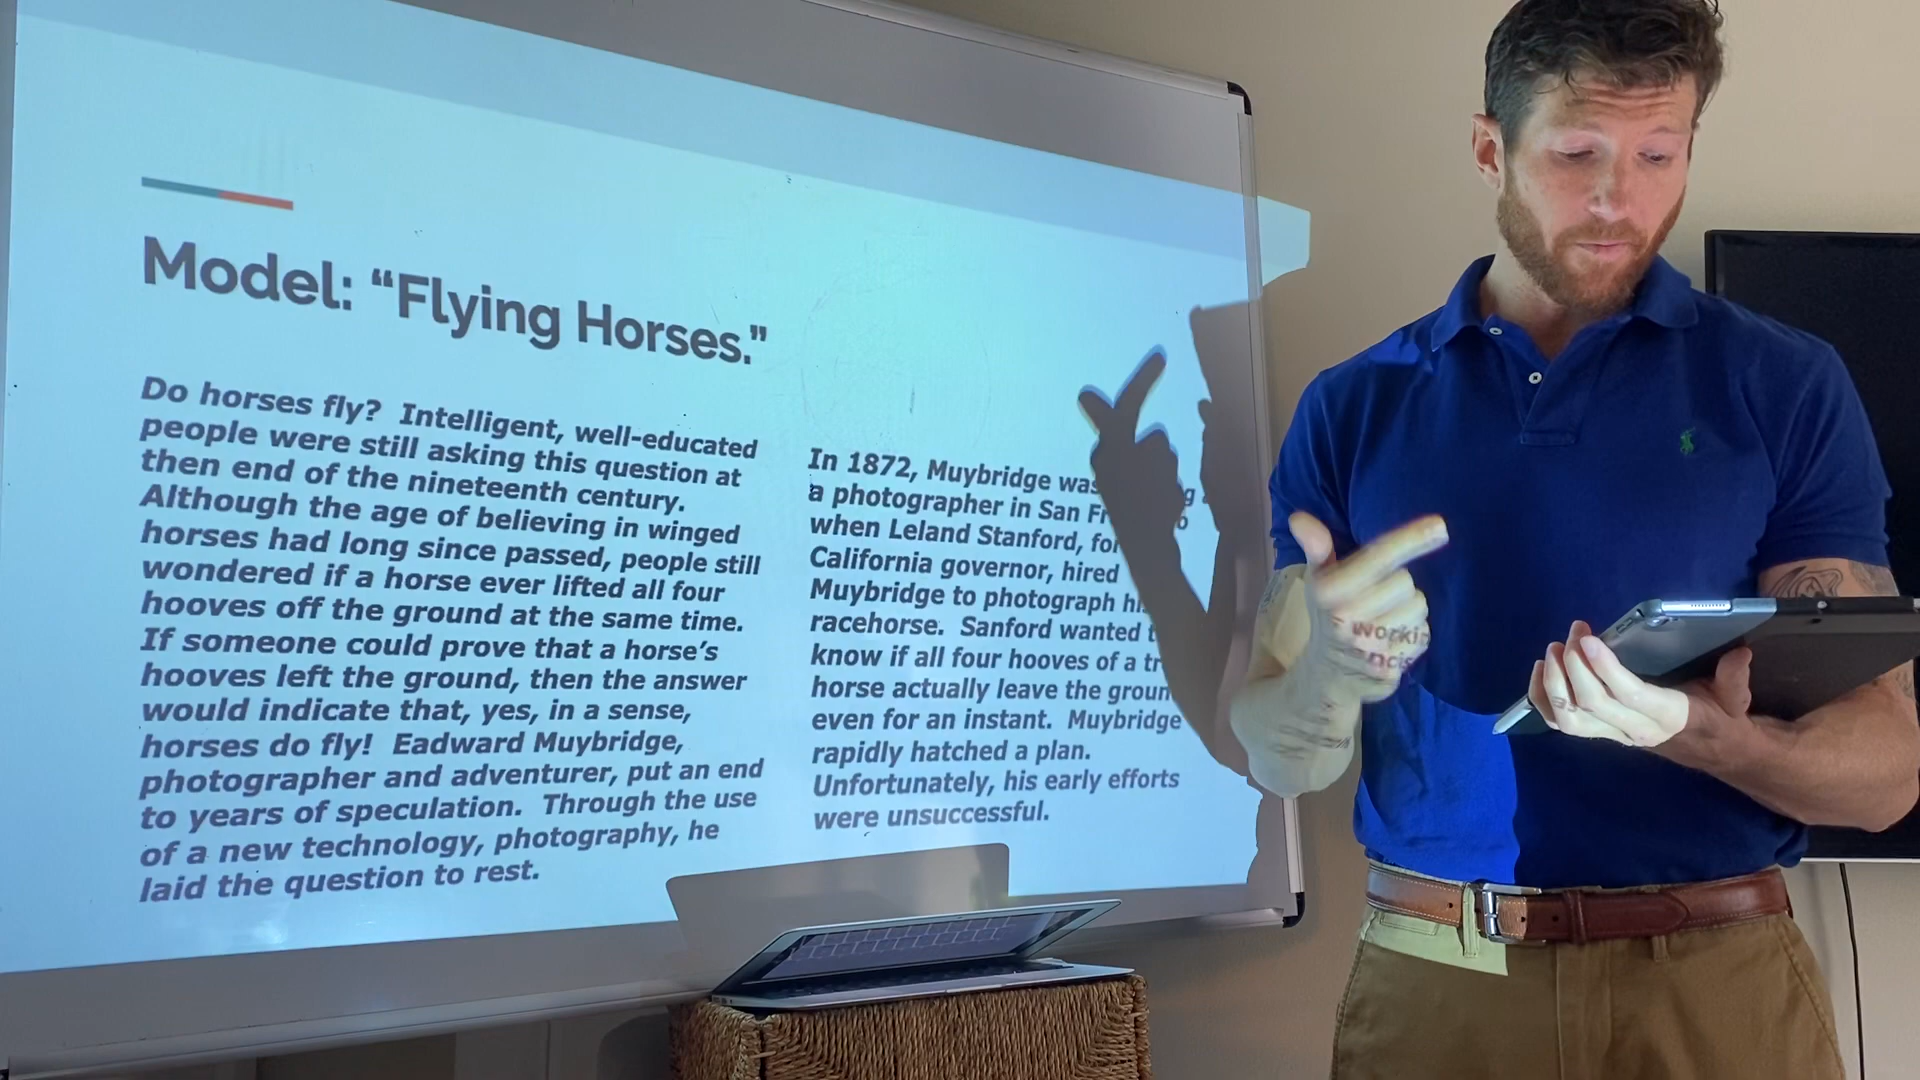 Model: “Flying Horses.”
Do horses fly?  Intelligent, well-educated
people were still asking this question at
then end of the nineteenth century.
Although the age of believing in winged
horses had long since passed, people still
wondered if a horse ever lifted all four
hooves off the ground at the same time.
If someone could prove that a horse’s
hooves left the ground, then the answer
would indicate that, yes, in a sense,
horses do fly!  Eadward Muybridge,
photographer and adventurer, put an end
to years of speculation.  Through the use
of a new technology, photography, he
laid the question to rest.
In 1872, Muybridge was
a photographer in San
when Leland Stanford,
California governor, hired
Muybridge to photograph
racehorse.  Sanford wanted
know if all four hooves of a
horse actually leave the
even for an instant.  Muybridge
rapidly hatched a plan.
Unfortunately, his early efforts
were unsuccessful.